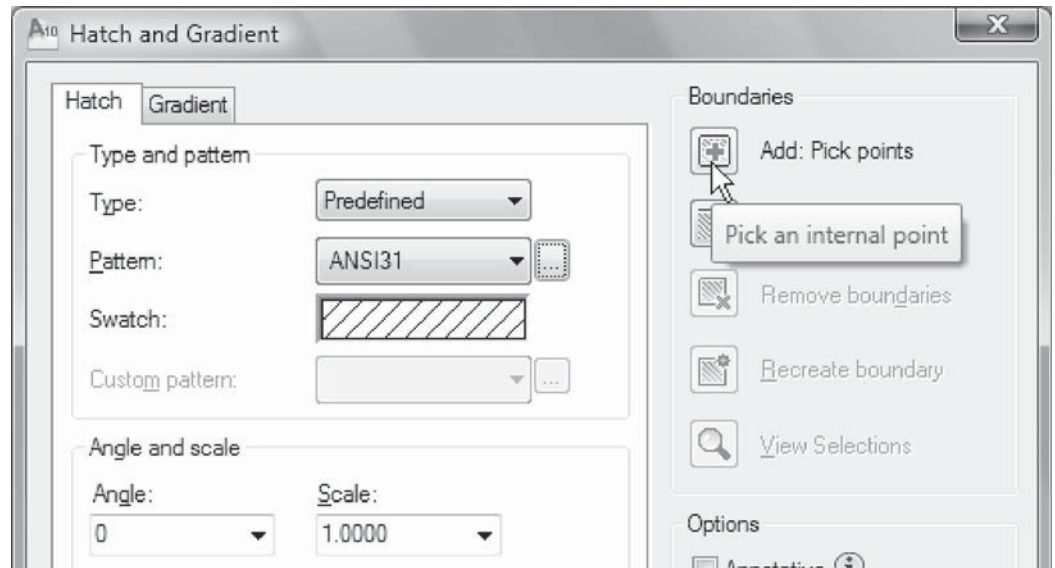 A10 Hatch and Gradient
X
Hatch
Gradient
Type and pattern
Type:
Predefined
Pattern:
ANSI31
...
Swatch:
Custom pattern:
...
Angle and scale
Angle:
Scale:
0
1.0000
Boundaries
Add: Pick points
Pick an internal point
Remove boundaries
Recreate boundary
View Selections
Options
Annotative